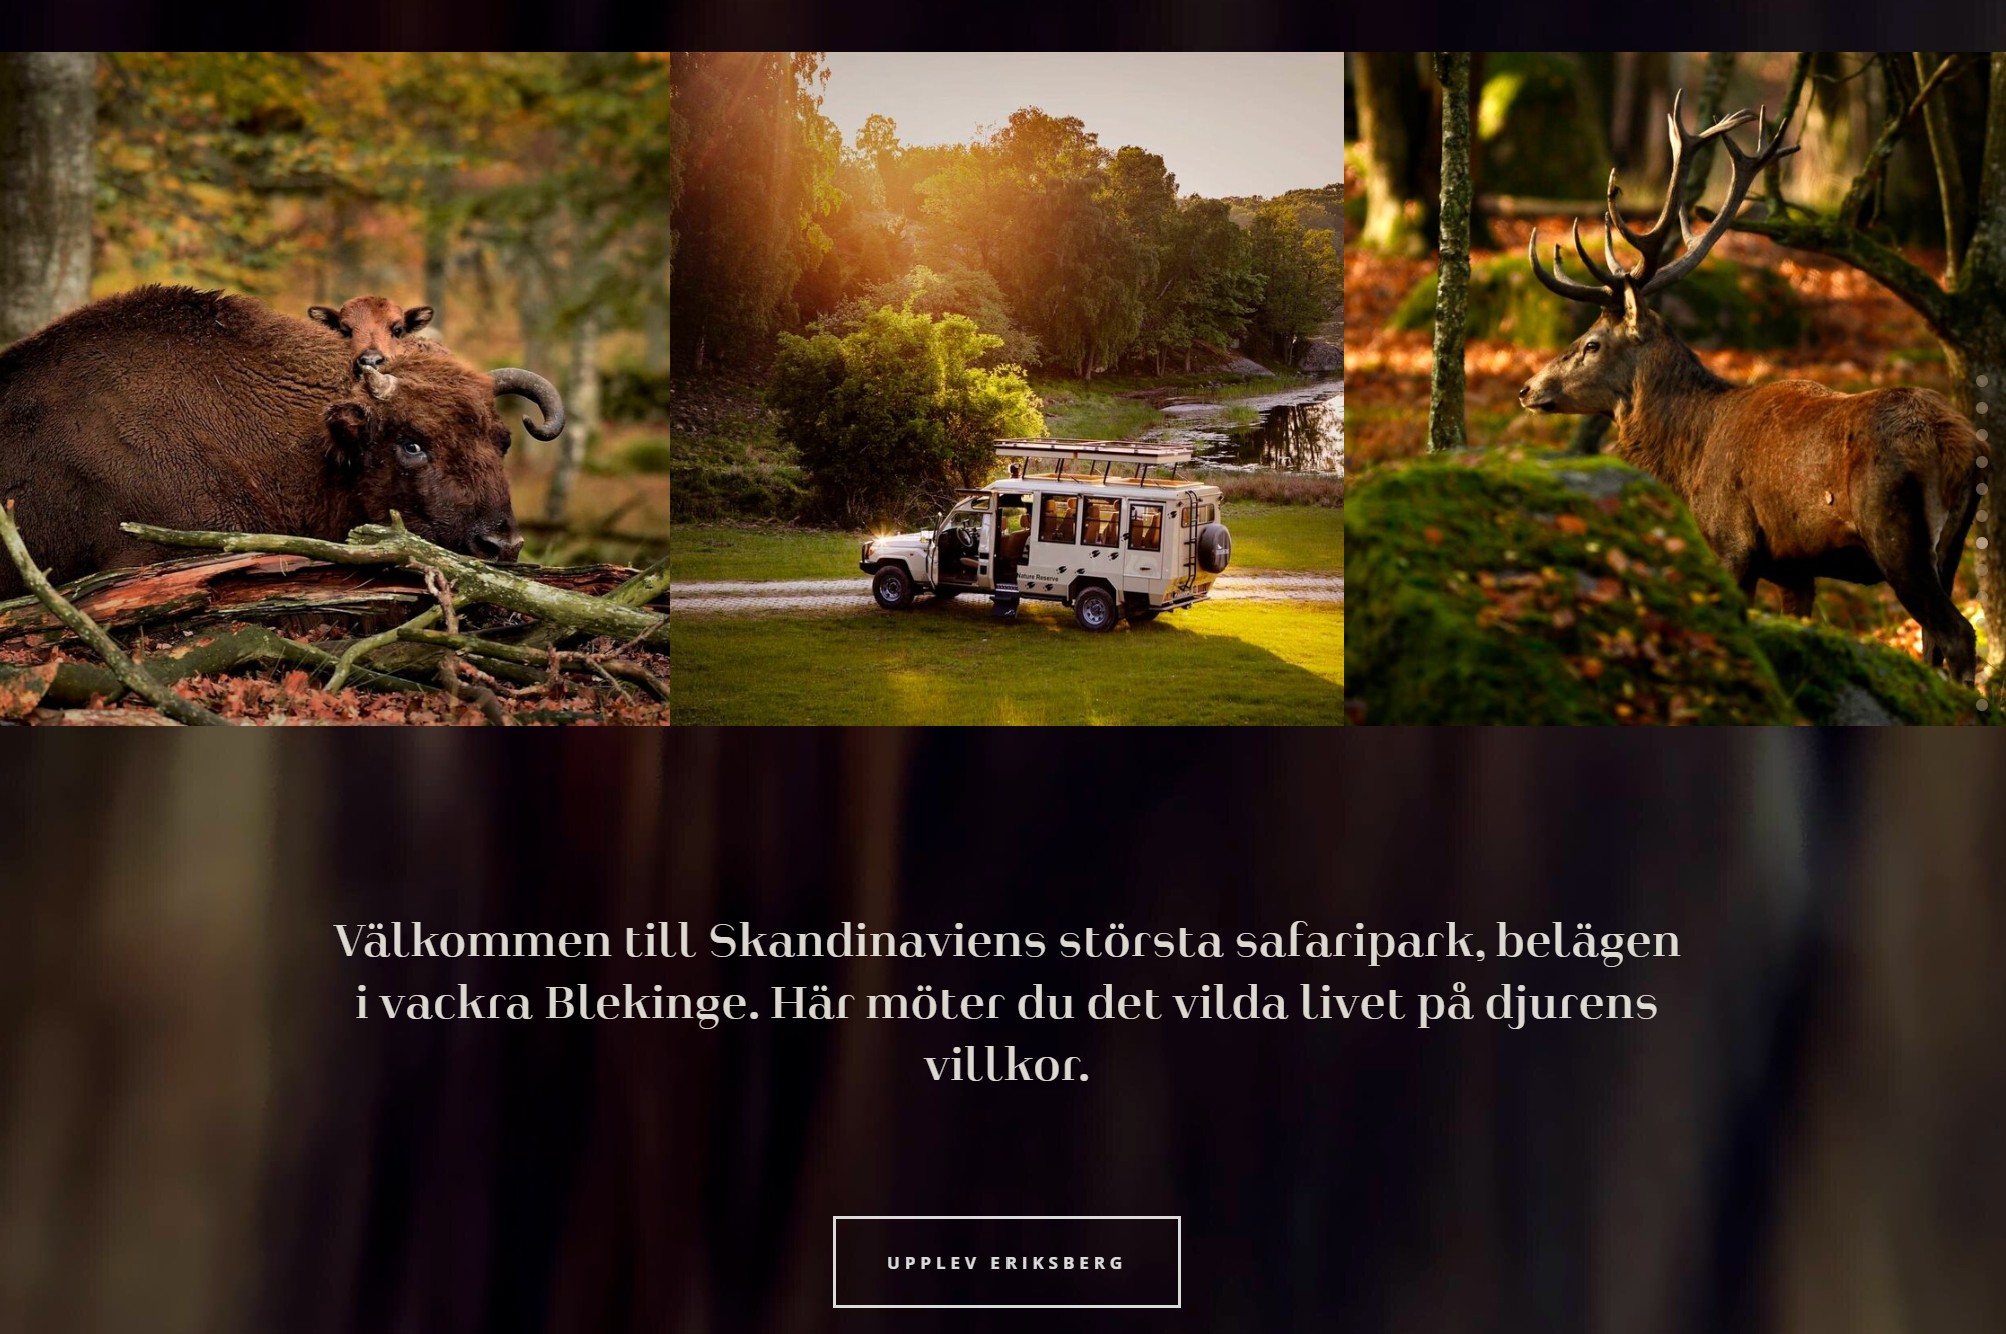 Nature Reserve
Välkommen till Skandinaviens största safaripark, belägen
i vackra Blekinge. Här möter du det vilda livet på djurens
villkor.
UPPLEV ERIKSBERG